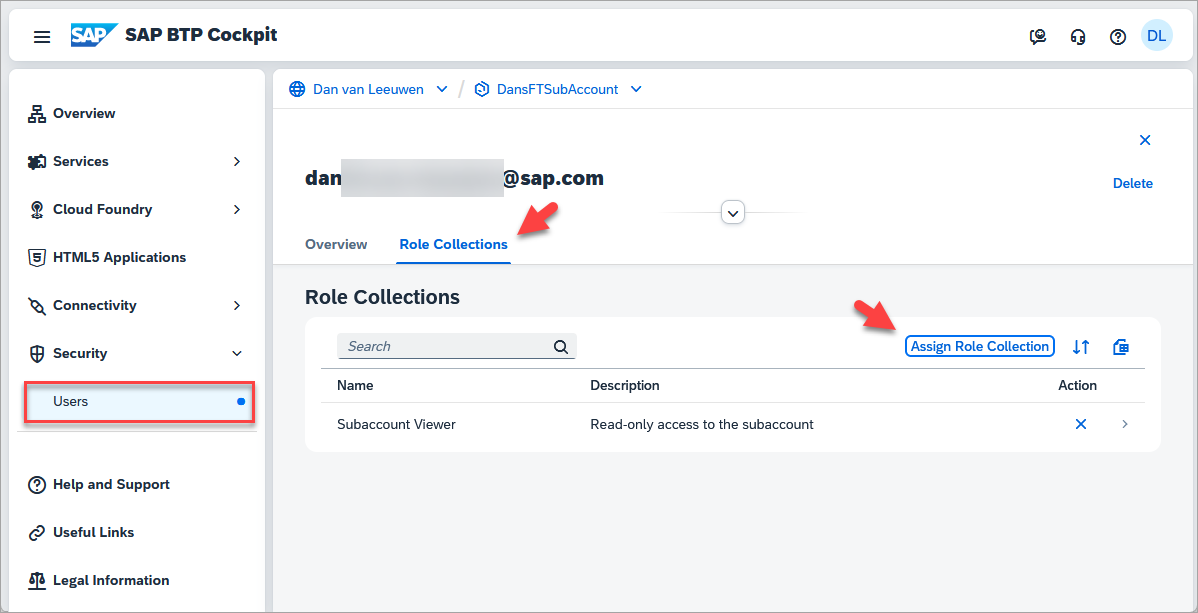 SAP SAP BTP Cockpit
DL
Overview
Services
Cloud Foundry
HTML5 Applications
Connectivity
Security
Users
Help and Support
Useful Links
Legal Information
Dan van Leeuwen / DansFTSubAccount
dan @sap.com
Delete
Overview Role Collections
Role Collections
Search
Assign Role Collection
Name Description Action
Subaccount Viewer Read-only access to the subaccount